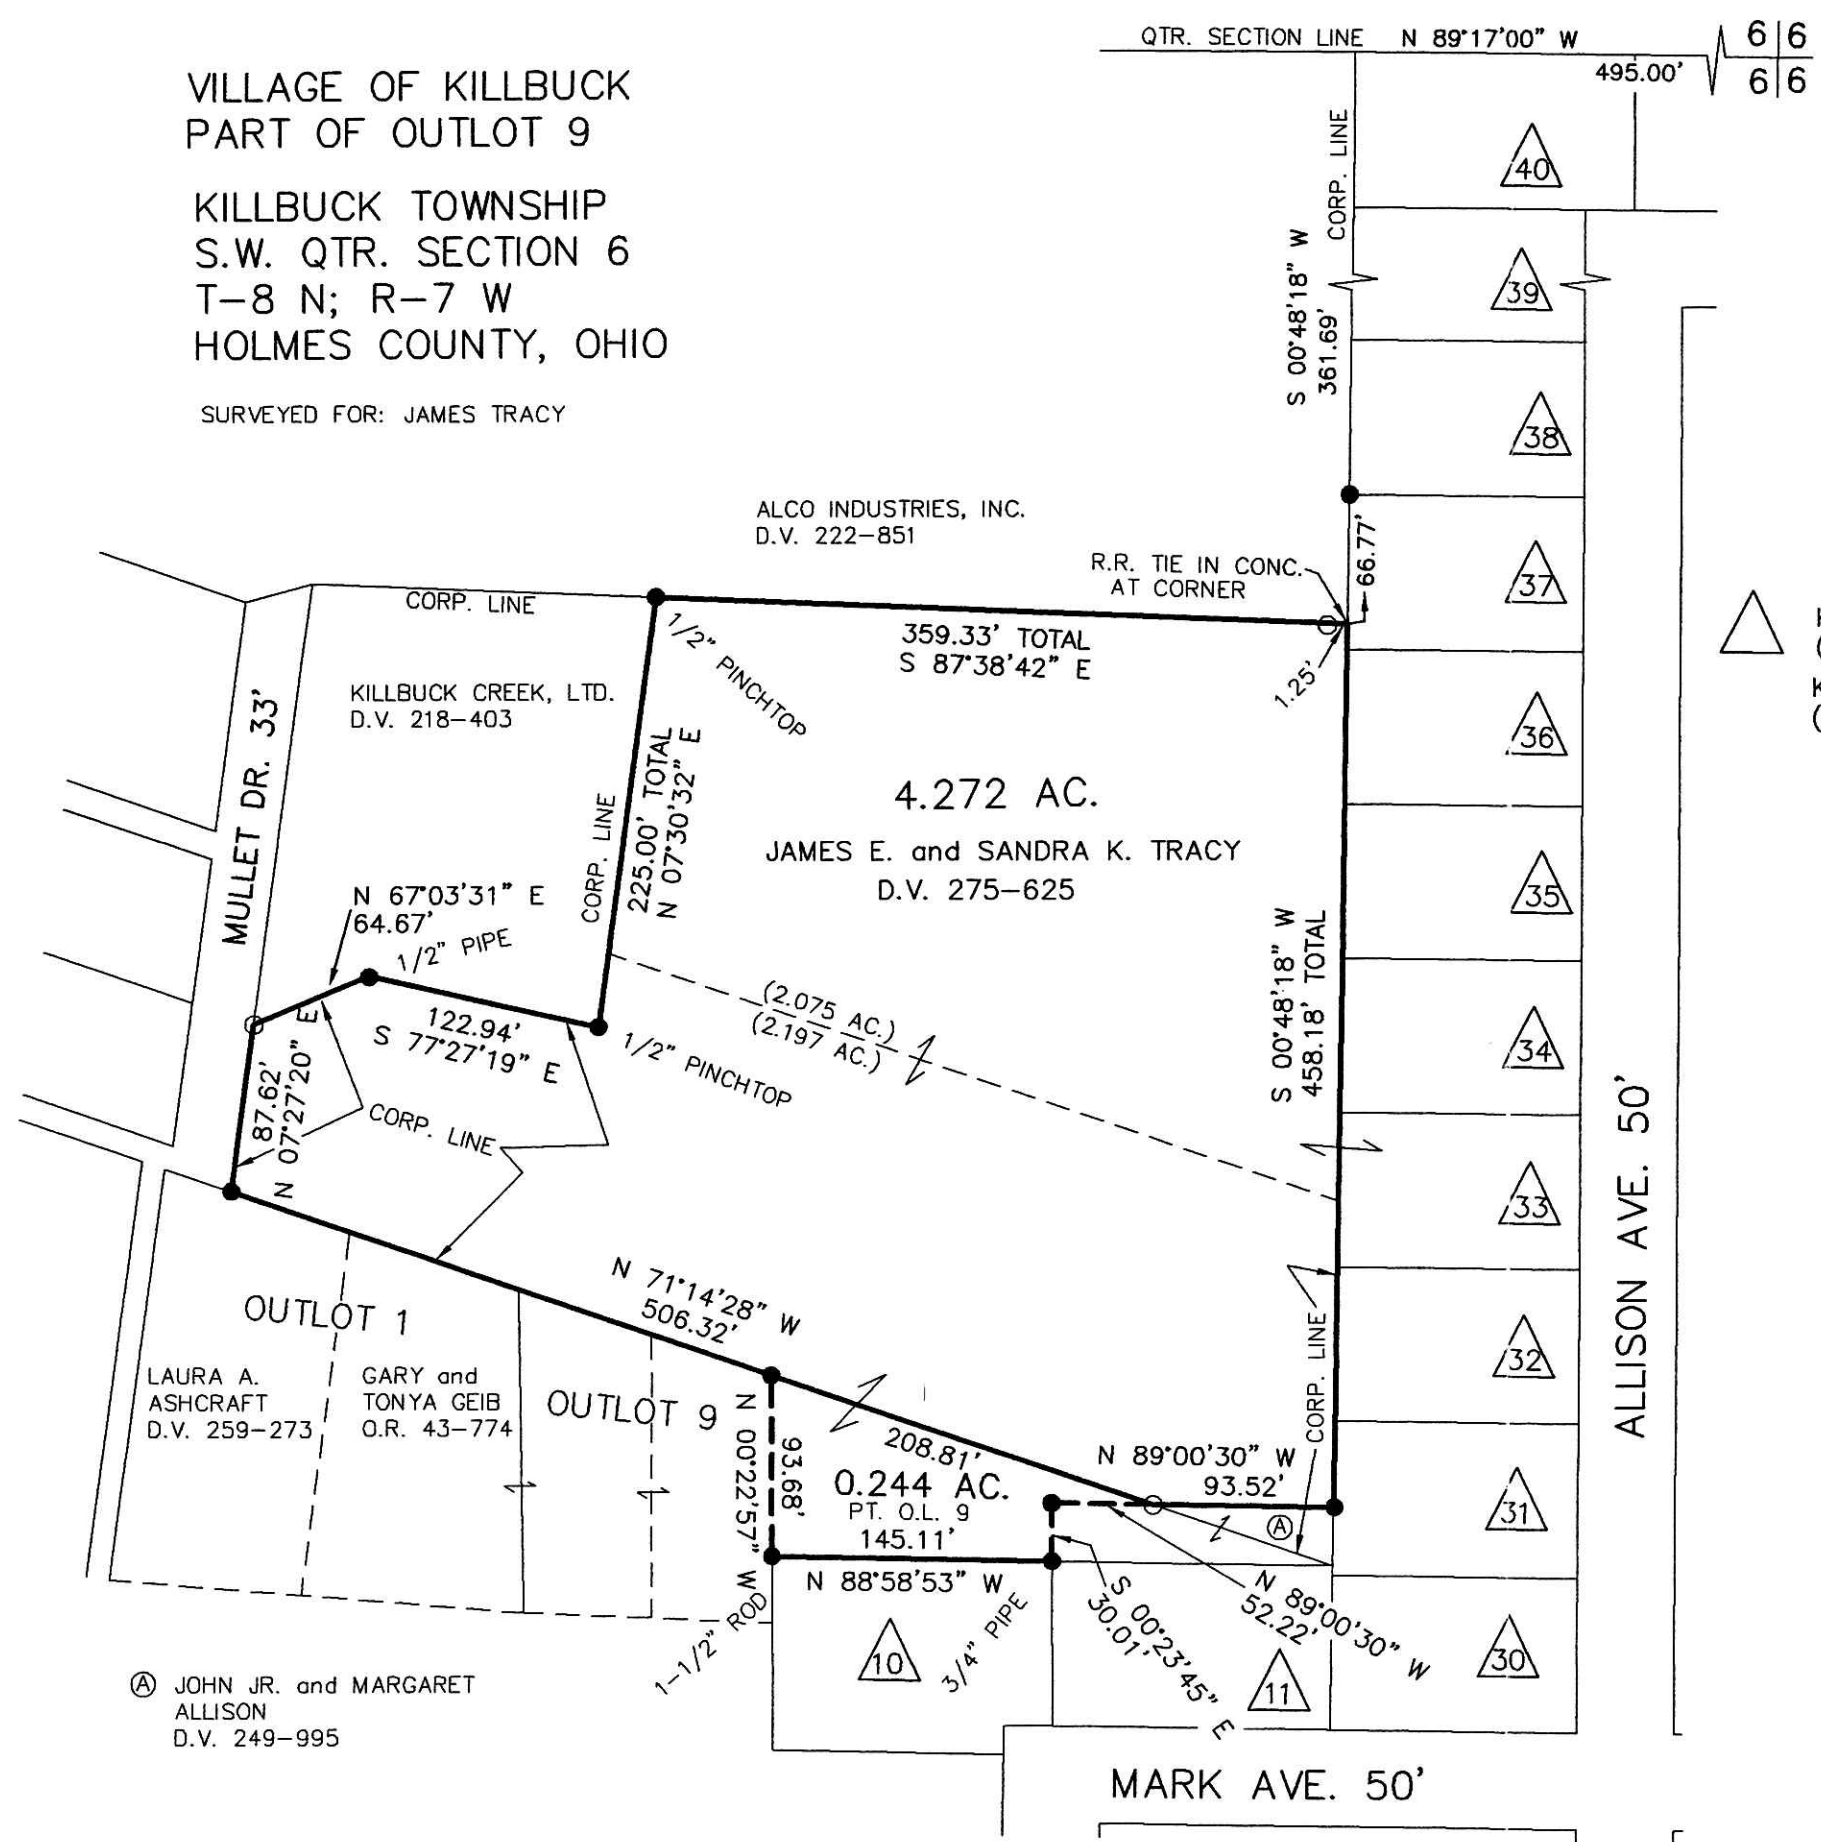 QTR. SECTION LINE N 89°17'00" W
6|6
6|6
495.00'
VILLAGE OF KILLBUCK
PART OF OUTLOT 9
KILLBUCK TOWNSHIP
S.W. QTR. SECTION 6
T-8 N; R-7 W
HOLMES COUNTY, OHIO
SURVEYED FOR: JAMES TRACY
CORP. LINE
S 00°48'18" W
361.69'
40
39
38
37
36
35
34
33
32
31
30
ALCO INDUSTRIES, INC.
D.V. 222-851
R.R. TIE IN CONC.
AT CORNER
66.77'
1.25'
CORP. LINE
1/2" PINCHTOP
359.33' TOTAL
S 87°38'42" E
KILLBUCK CREEK, LTD.
D.V. 218-403
MULLET DR. 33'
CORP. LINE
225.00' TOTAL
N 07°30'32" E
4.272 AC.
JAMES E. and SANDRA K. TRACY
D.V. 275-625
N 67°03'31" E
64.67'
1/2" PIPE
122.94'
S 77°27'19" E
1/2" PINCHTOP
(2.075 AC.)
(2.197 AC.)
S 00°48'18" W
458.18' TOTAL
87.62'
N 07°27'20" E
CORP. LINE
ALLISON AVE. 50'
N 71°14'28" W
506.32'
OUTLOT 1
LAURA A.
ASHCRAFT
D.V. 259-273
GARY and
TONYA GEIB
O.R. 43-774
OUTLOT 9
N 00°22'57" W
93.68'
208.81'
0.244 AC.
PT. O.L. 9
145.11'
N 88°58'53" W
N 89°00'30" W
93.52'
CORP. LINE
A
1-1/2" ROD
3/4" PIPE
S 00°23'45" E
30.01'
N 89°00'30" W
52.22'
10
11
A JOHN JR. and MARGARET
ALLISON
D.V. 249-995
MARK AVE. 50'